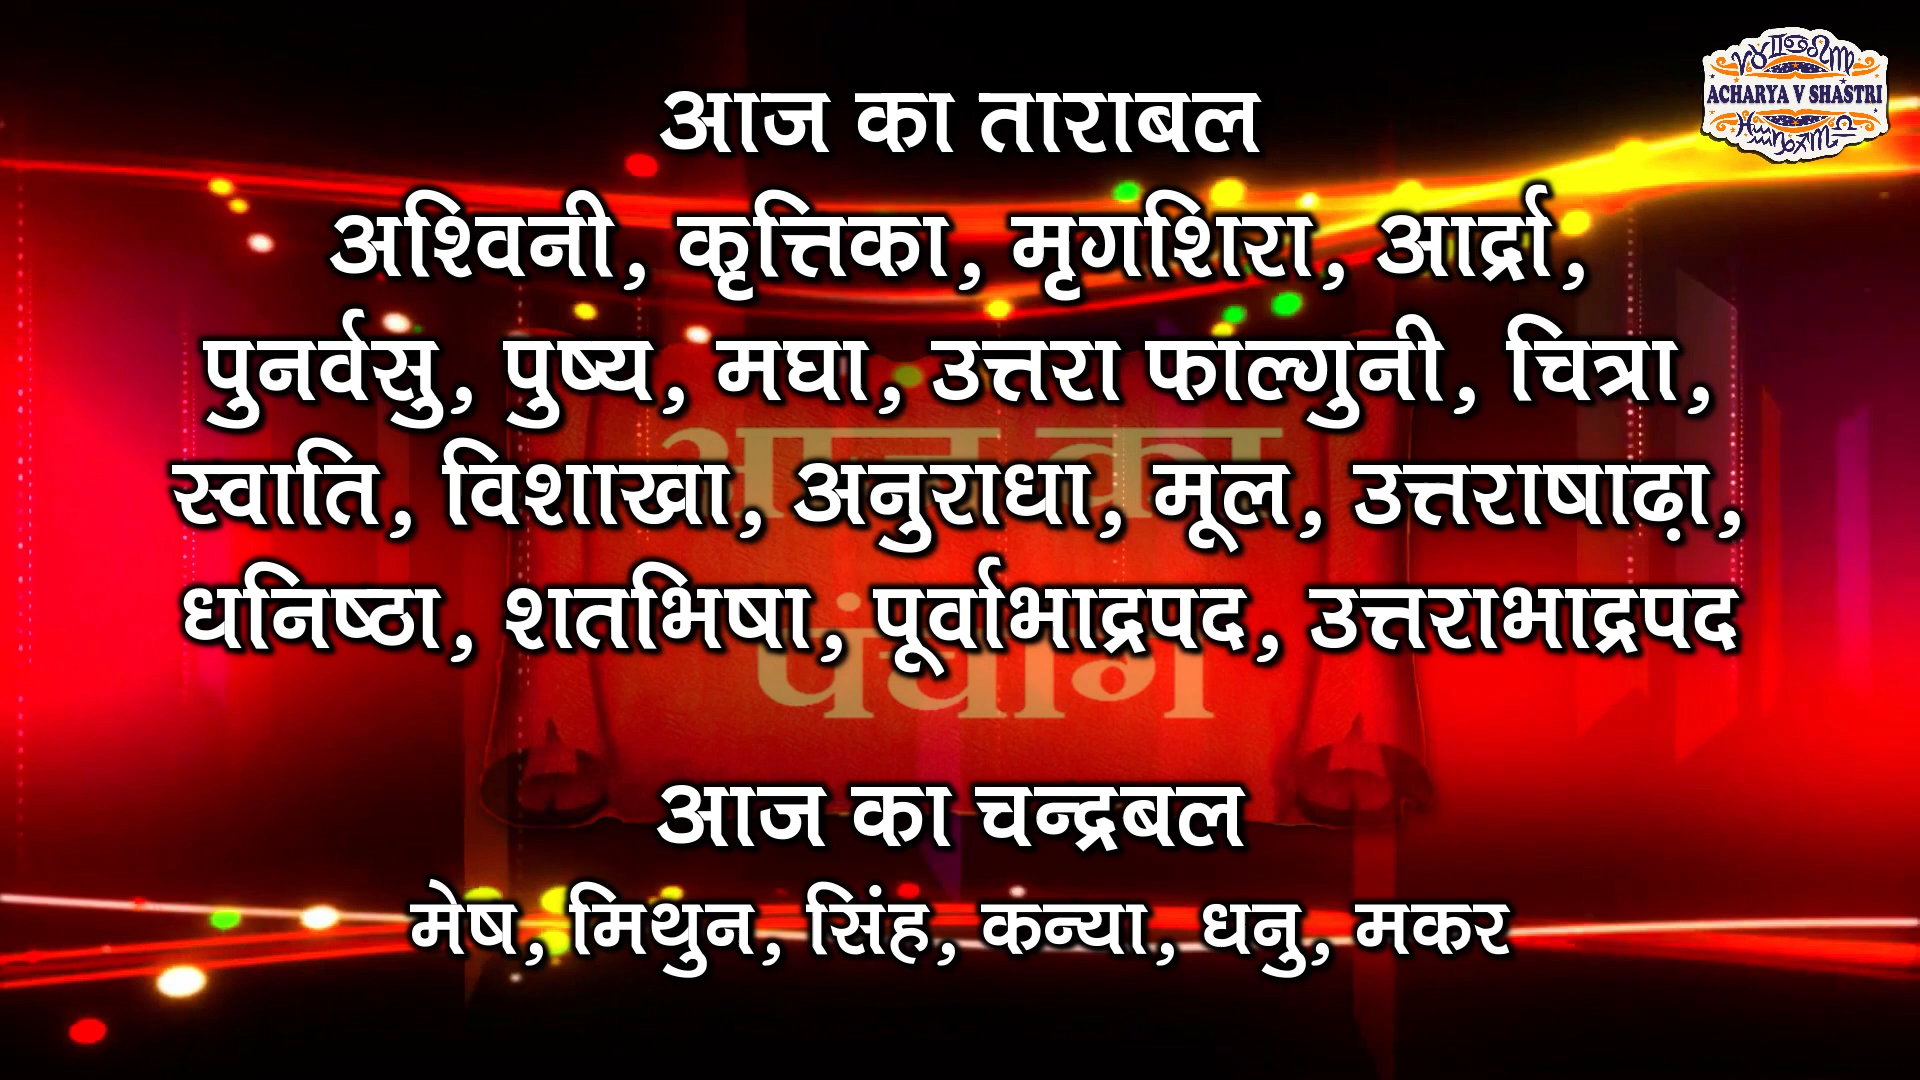 ACHARYA V SHASTRI
आज का ताराबल
अश्विनी, कृत्तिका, मृगशिरा, आर्द्रा,
पुनर्वसु, पुष्य, मघा, उत्तरा फाल्गुनी, चित्रा,
स्वाति, विशाखा, अनुराधा, मूल, उत्तराषाढ़ा,
धनिष्ठा, शतभिषा, पूर्वाभाद्रपद, उत्तराभाद्रपद
आज का
पंचांग
आज का चन्द्रबल
मेष, मिथुन, सिंह, कन्या, धनु, मकर